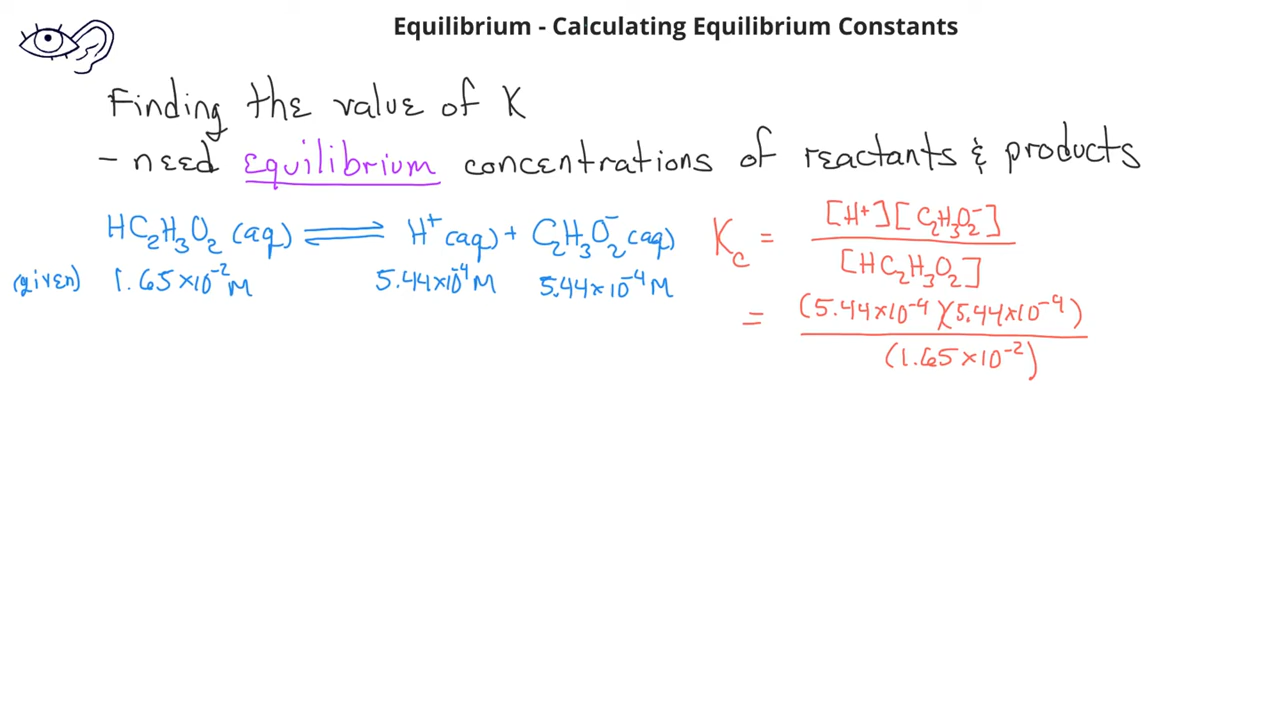 Equilibrium - Calculating Equilibrium Constants
Finding the value of K
- need equilibrium concentrations of reactants & products
HC₂H₃O₂ (aq) ⇌ H⁺ (aq) + C₂H₃O₂⁻ (aq)
(given) 1.65×10⁻² M 5.44×10⁻⁴ M 5.44×10⁻⁴ M
Kc = [H⁺][C₂H₃O₂⁻] / [HC₂H₃O₂]
= (5.44×10⁻⁴)(5.44×10⁻⁴) / (1.65×10⁻²)